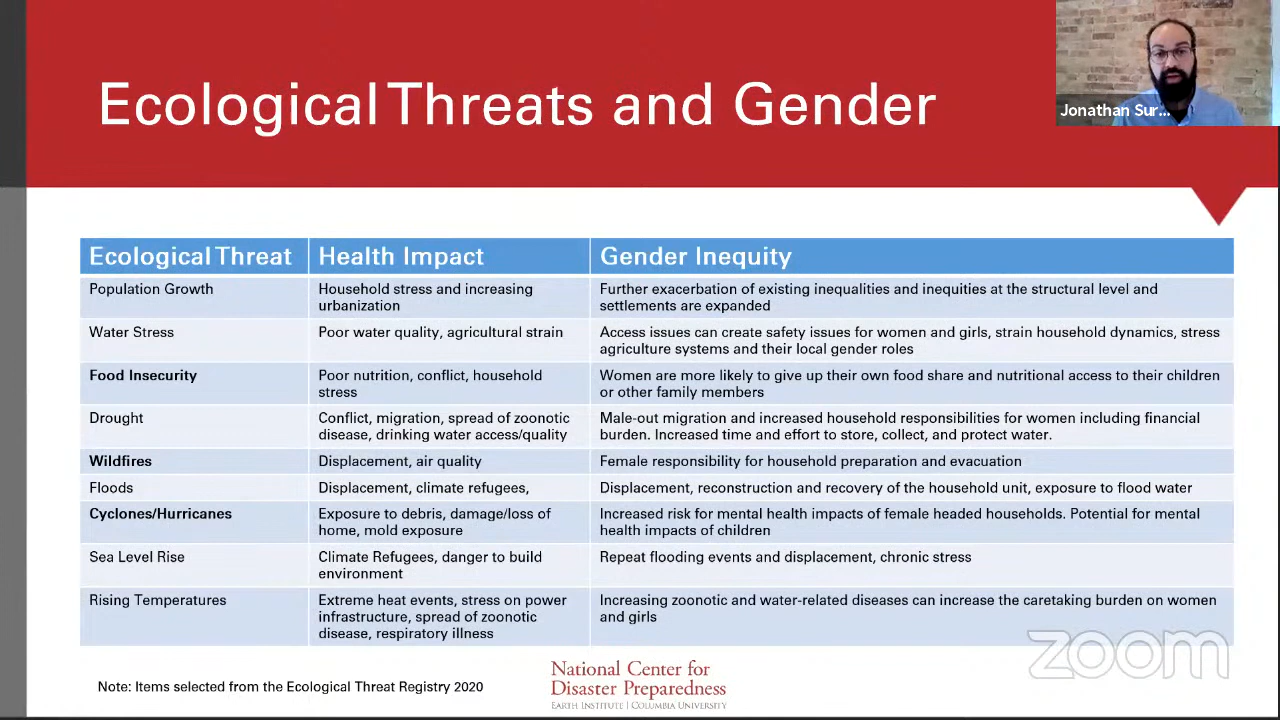 Ecological Threats and Gender
Jonathan Sur...
Ecological Threat
Health Impact
Gender Inequity
Population Growth
Household stress and increasing
urbanization
Further exacerbation of existing inequalities and inequities at the structural level and
settlements are expanded
Water Stress
Poor water quality, agricultural strain
Access issues can create safety issues for women and girls, strain household dynamics, stress
agriculture systems and their local gender roles
Food Insecurity
Poor nutrition, conflict, household
stress
Women are more likely to give up their own food share and nutritional access to their children
or other family members
Drought
Conflict, migration, spread of zoonotic
disease, drinking water access/quality
Male-out migration and increased household responsibilities for women including financial
burden. Increased time and effort to store, collect, and protect water.
Wildfires
Displacement, air quality
Female responsibility for household preparation and evacuation
Floods
Displacement, climate refugees,
Displacement, reconstruction and recovery of the household unit, exposure to flood water
Cyclones/Hurricanes
Exposure to debris, damage/loss of
home, mold exposure
Increased risk for mental health impacts of female headed households. Potential for mental
health impacts of children
Sea Level Rise
Climate Refugees, danger to build
environment
Repeat flooding events and displacement, chronic stress
Rising Temperatures
Extreme heat events, stress on power
infrastructure, spread of zoonotic
disease, respiratory illness
Increasing zoonotic and water-related diseases can increase the caretaking burden on women
and girls
zoom
Note: Items selected from the Ecological Threat Registry 2020
National Center for
Disaster Preparedness
EARTH INSTITUTE | COLUMBIA UNIVERSITY